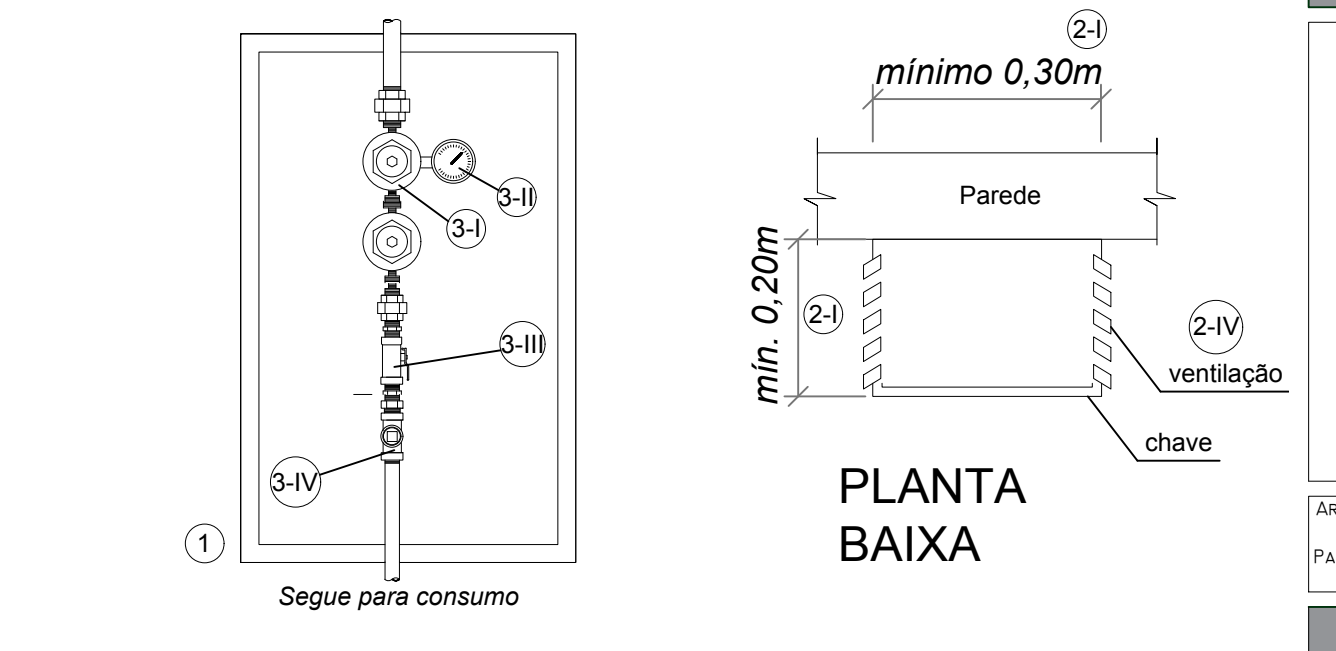 3-II
3-I
3-III
3-IV
1
Segue para consumo
2-I
mínimo 0,30m
Parede
mín. 0,20m
2-I
2-IV
ventilação
chave
PLANTA
BAIXA